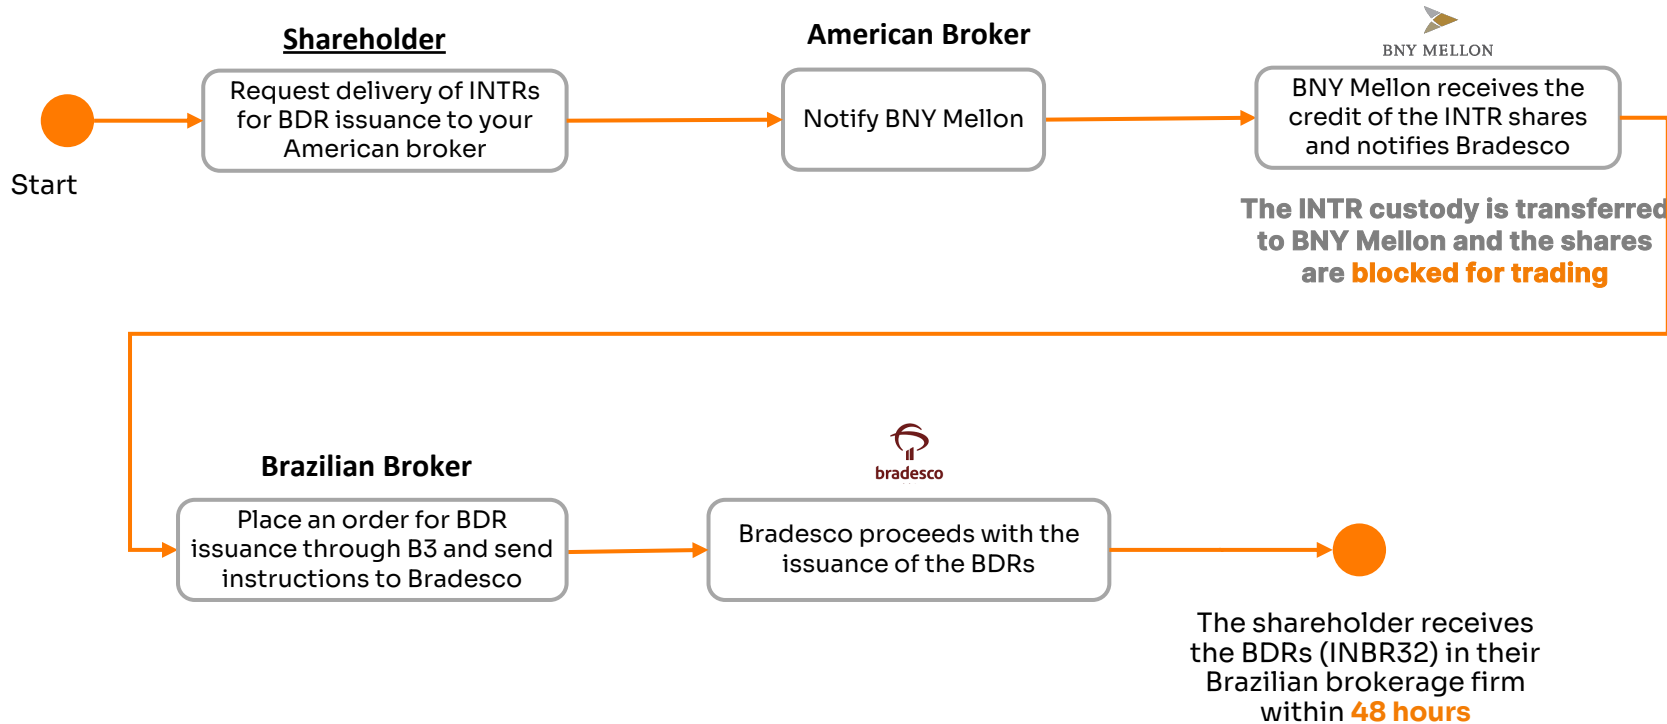 Shareholder
Request delivery of INTRs
for BDR issuance to your
American broker
Start
American Broker
Notify BNY Mellon
BNY MELLON
BNY Mellon receives the
credit of the INTR shares
and notifies Bradesco
The INTR custody is transferred
to BNY Mellon and the shares
are blocked for trading
Brazilian Broker
Place an order for BDR
issuance through B3 and send
instructions to Bradesco
bradesco
Bradesco proceeds with the
issuance of the BDRs
The shareholder receives
the BDRs (INBR32) in their
Brazilian brokerage firm
within 48 hours